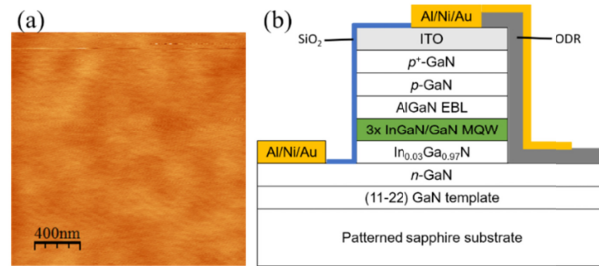 (a)
400nm
(b)
Al/Ni/Au
SiO₂
ITO
ODR
p⁺-GaN
p-GaN
AlGaN EBL
3x InGaN/GaN MQW
Al/Ni/Au
In₀.₀₃Ga₀.₉₇N
n-GaN
(11-22) GaN template
Patterned sapphire substrate